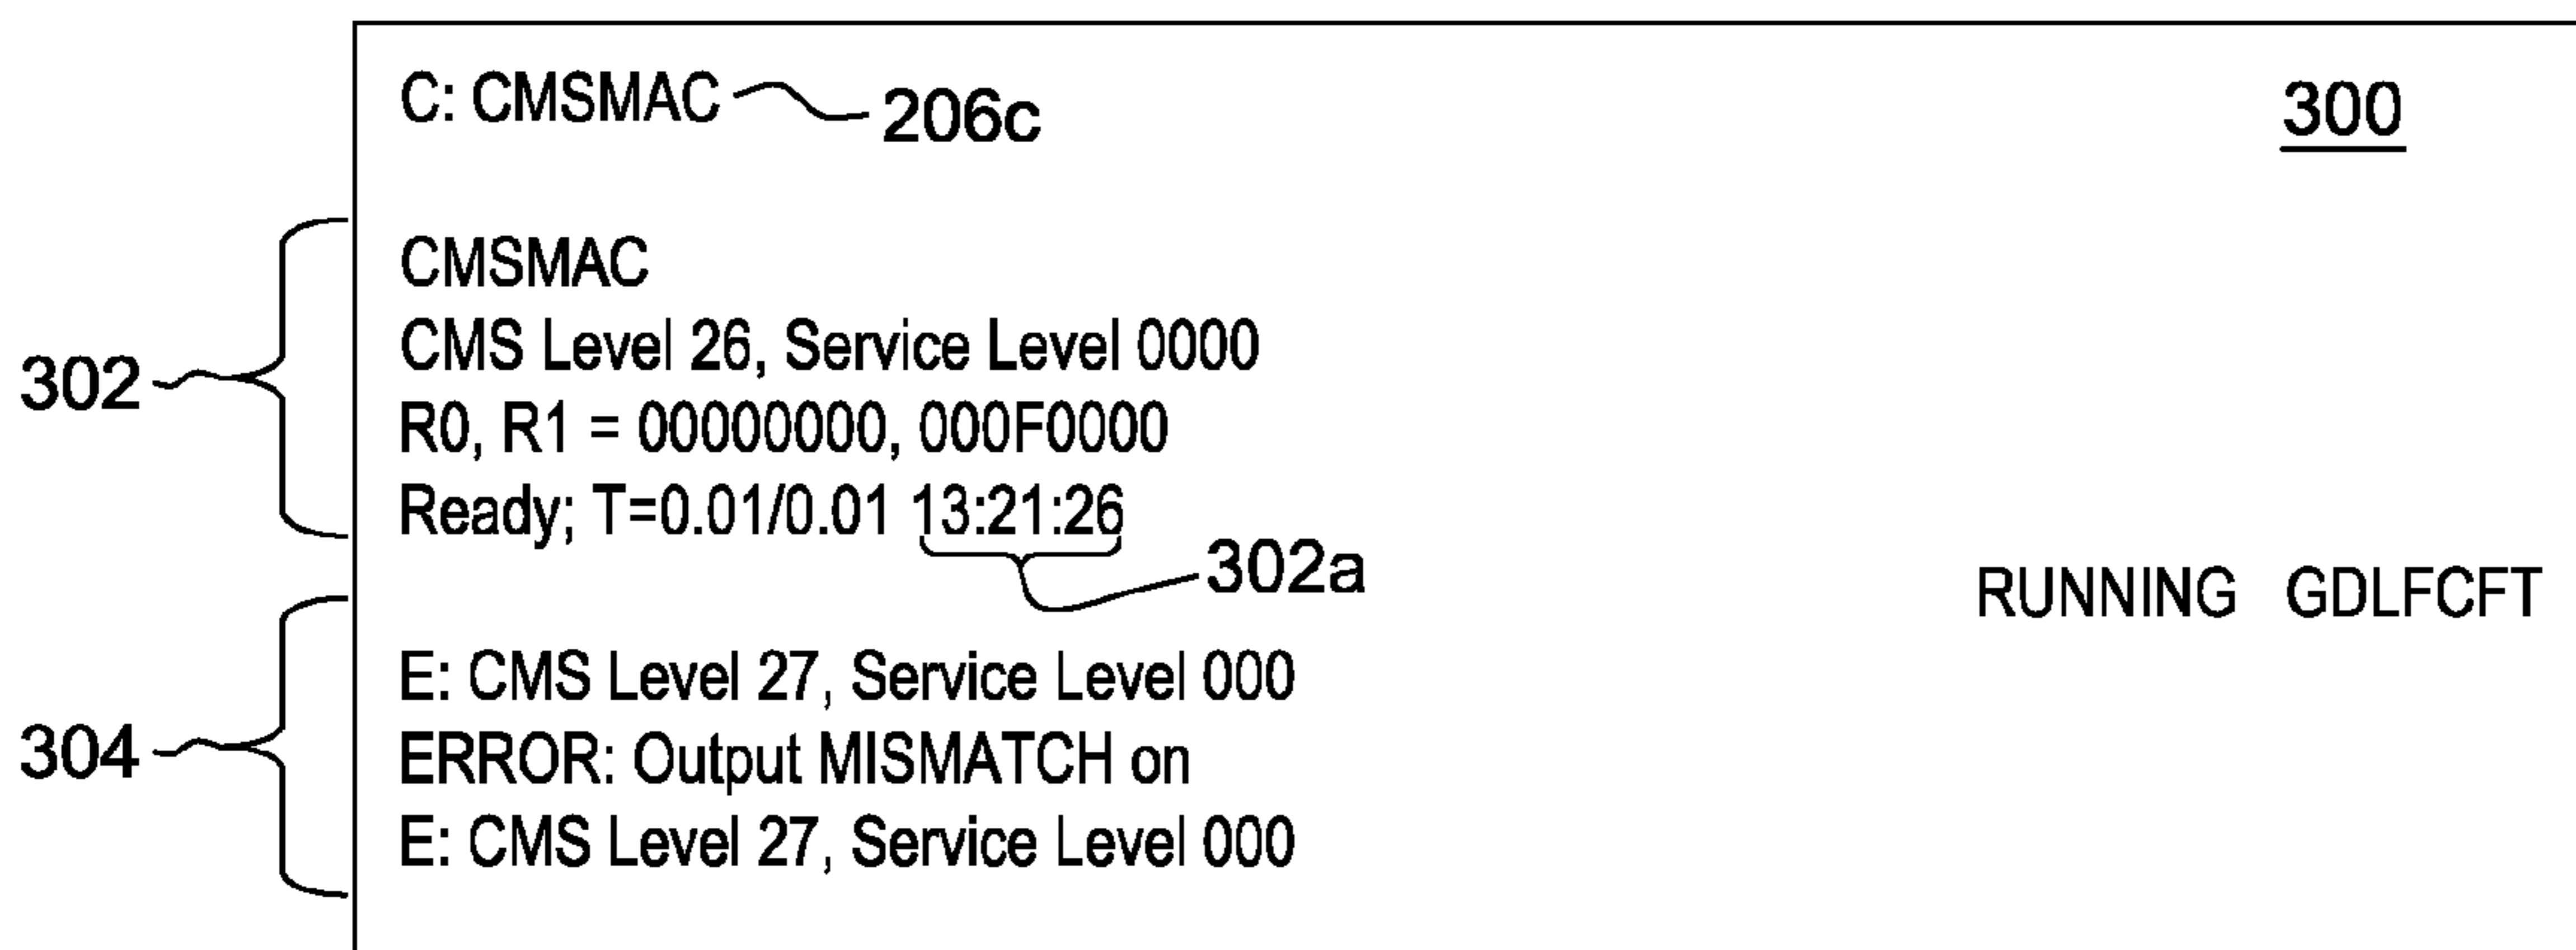 C: CMSMAC 206c 300
CMSMAC
CMS Level 26, Service Level 0000
302
R0, R1 = 00000000, 000F0000
Ready; T=0.01/0.01 13:21:26
302a
RUNNING GDLFCFT
E: CMS Level 27, Service Level 000
304
ERROR: Output MISMATCH on
E: CMS Level 27, Service Level 000